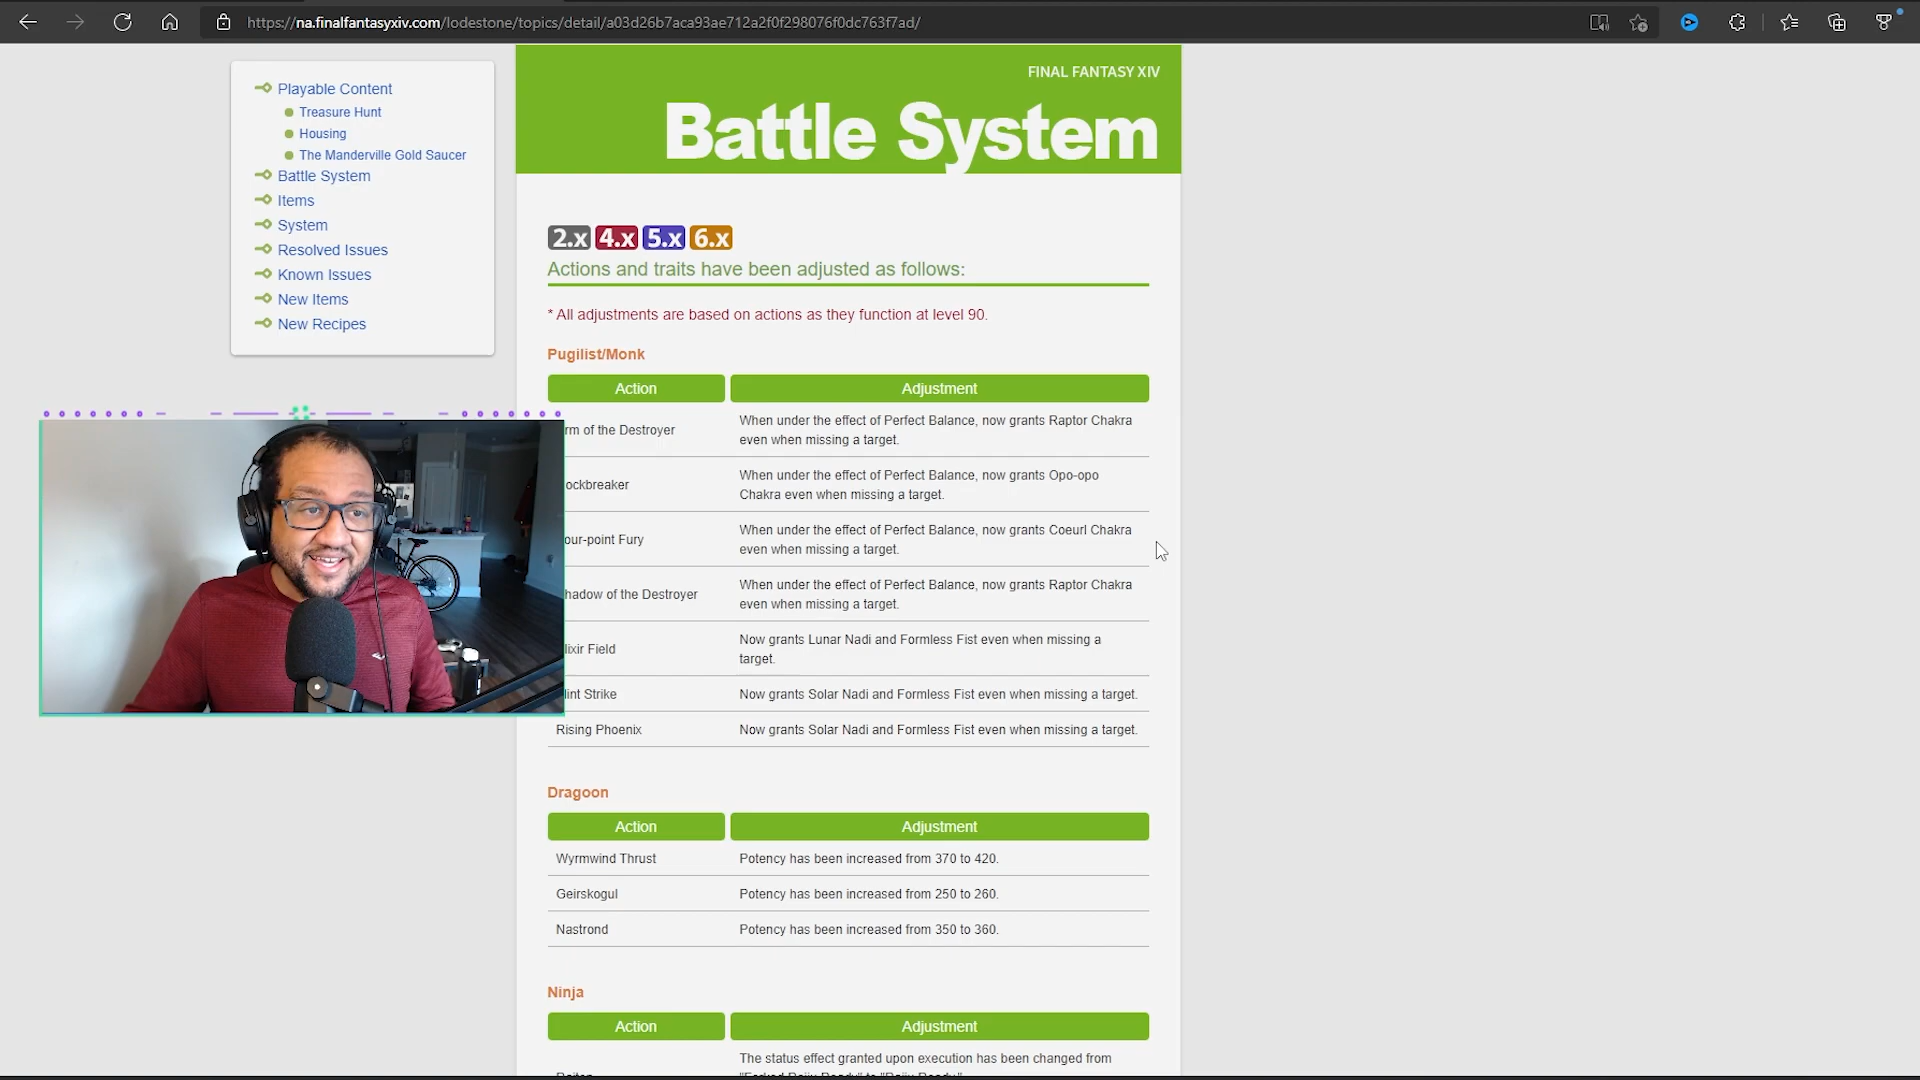 https://na.finalfantasyxiv.com/lodestone/topics/detail/a03d26b7aca93ae712a2f0f298076f0dc763f7ad/
Playable Content
Treasure Hunt
Housing
The Manderville Gold Saucer
Battle System
Items
System
Resolved Issues
Known Issues
New Items
New Recipes
FINAL FANTASY XIV
Battle System
2.x 4.x 5.x 6.x
Actions and traits have been adjusted as follows:
* All adjustments are based on actions as they function at level 90.
Pugilist/Monk
Action Adjustment
rm of the Destroyer
When under the effect of Perfect Balance, now grants Raptor Chakra
even when missing a target.
ockbreaker
When under the effect of Perfect Balance, now grants Opo-opo
Chakra even when missing a target.
our-point Fury
When under the effect of Perfect Balance, now grants Coeurl Chakra
even when missing a target.
hadow of the Destroyer
When under the effect of Perfect Balance, now grants Raptor Chakra
even when missing a target.
lixir Field
Now grants Lunar Nadi and Formless Fist even when missing a
target.
lint Strike Now grants Solar Nadi and Formless Fist even when missing a target.
Rising Phoenix Now grants Solar Nadi and Formless Fist even when missing a target.
Dragoon
Action Adjustment
Wyrmwind Thrust Potency has been increased from 370 to 420.
Geirskogul Potency has been increased from 250 to 260.
Nastrond Potency has been increased from 350 to 360.
Ninja
Action Adjustment
The status effect granted upon execution has been changed from